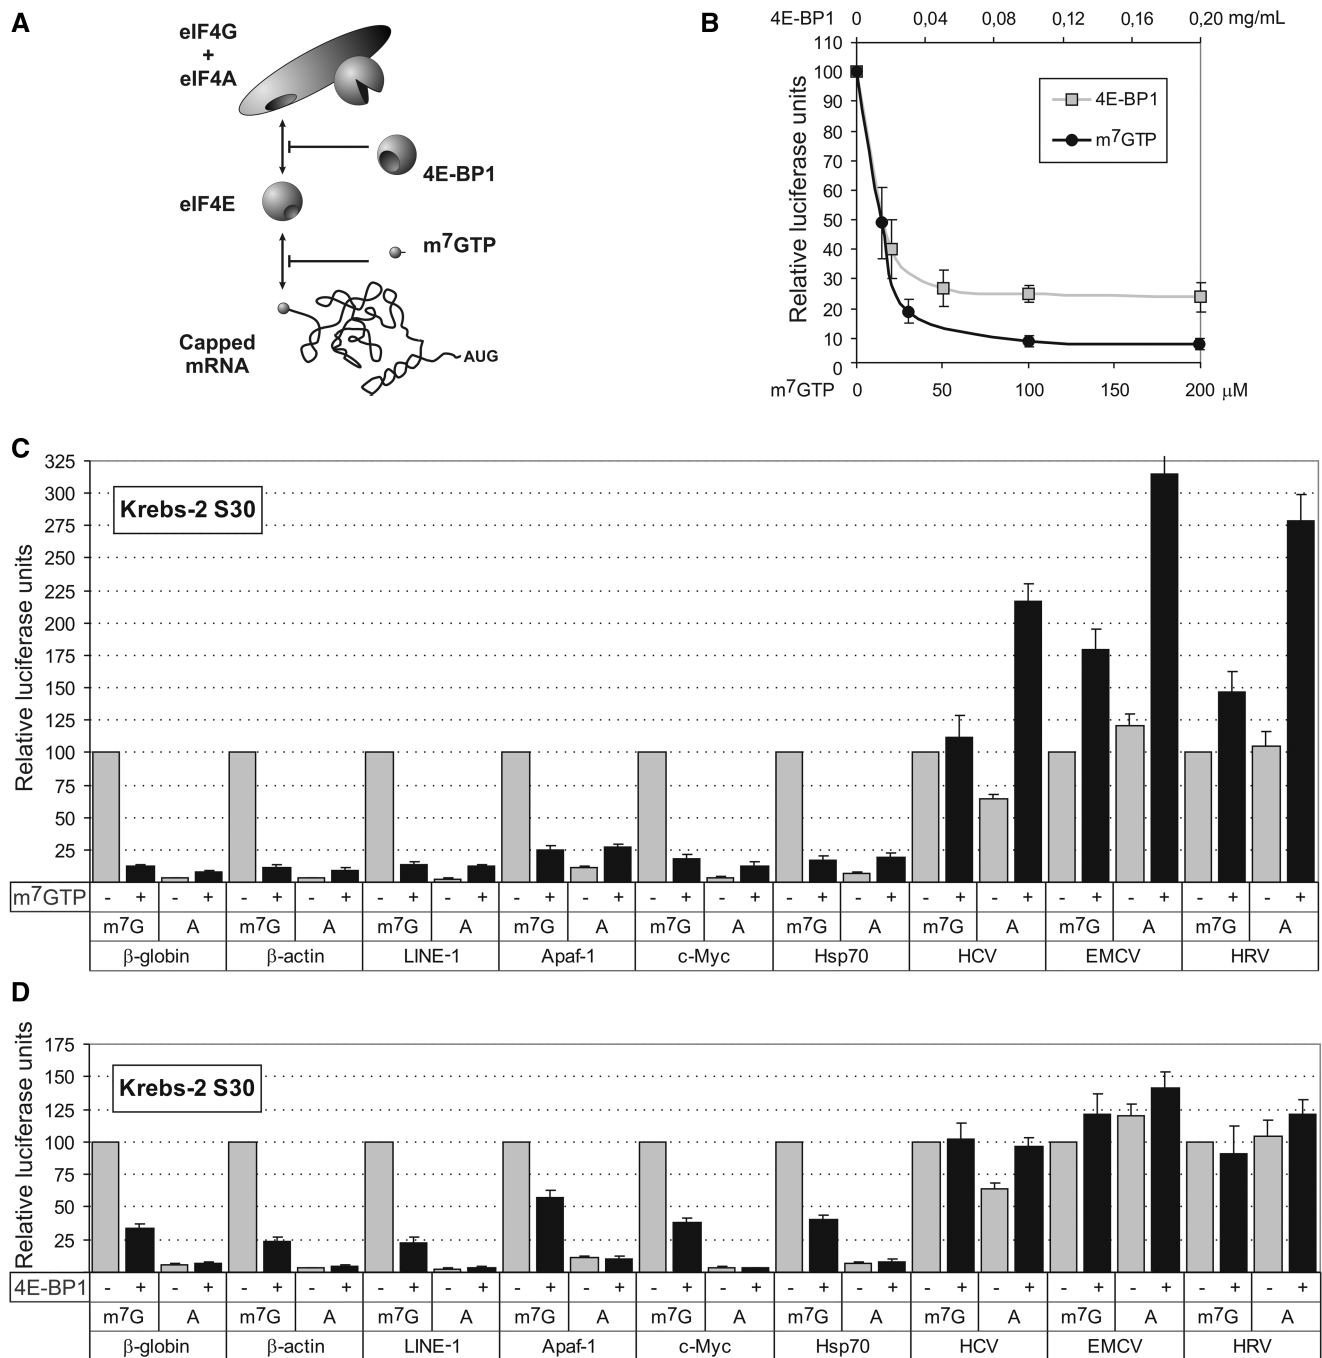 A
eIF4G
+
eIF4A
4E-BP1
eIF4E
m7GTP
Capped
mRNA
AUG
B
4E-BP1 0 0,04 0,08 0,12 0,16 0,20 mg/mL
Relative luciferase units
110
100
90
80
70
60
50
40
30
20
10
0
4E-BP1
m7GTP
m7GTP 0 50 100 150 200 μM
C
Relative luciferase units
325
300
275
250
225
200
175
150
125
100
75
50
25
Krebs-2 S30
m7GTP - + - + - + - + - + - + - + - + - + - + - + - + - + - + - + - + - + - +
m7G A m7G A m7G A m7G A m7G A m7G A m7G A m7G A m7G A
β-globin β-actin LINE-1 Apaf-1 c-Myc Hsp70 HCV EMCV HRV
D
Relative luciferase units
175
150
125
100
75
50
25
Krebs-2 S30
4E-BP1 - + - + - + - + - + - + - + - + - + - + - + - + - + - + - + - + - + - +
m7G A m7G A m7G A m7G A m7G A m7G A m7G A m7G A m7G A
β-globin β-actin LINE-1 Apaf-1 c-Myc Hsp70 HCV EMCV HRV